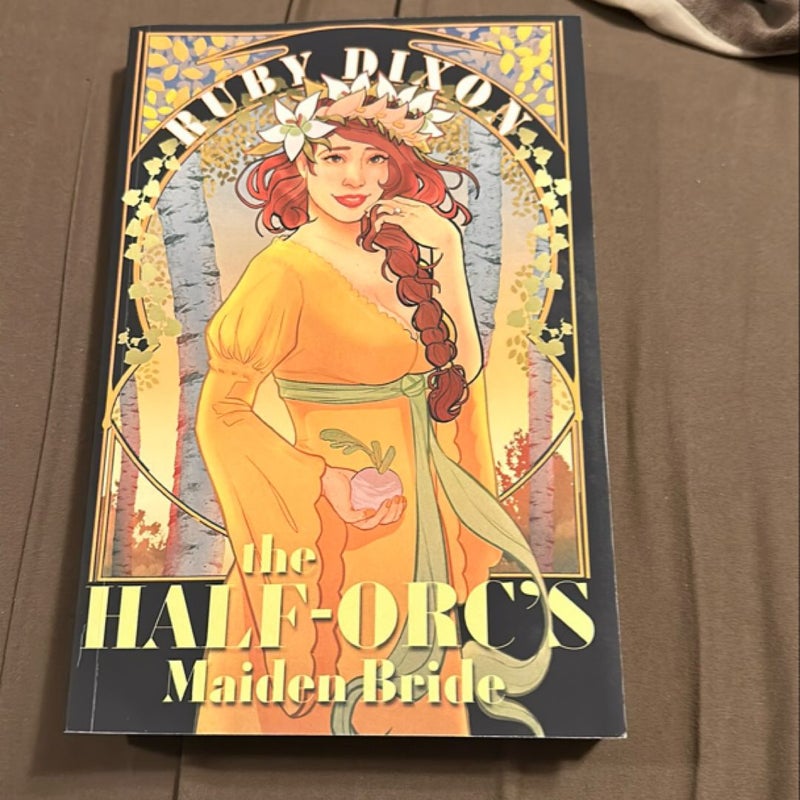 RUBY DIXON
the
HALF-ORC'S
Maiden Bride